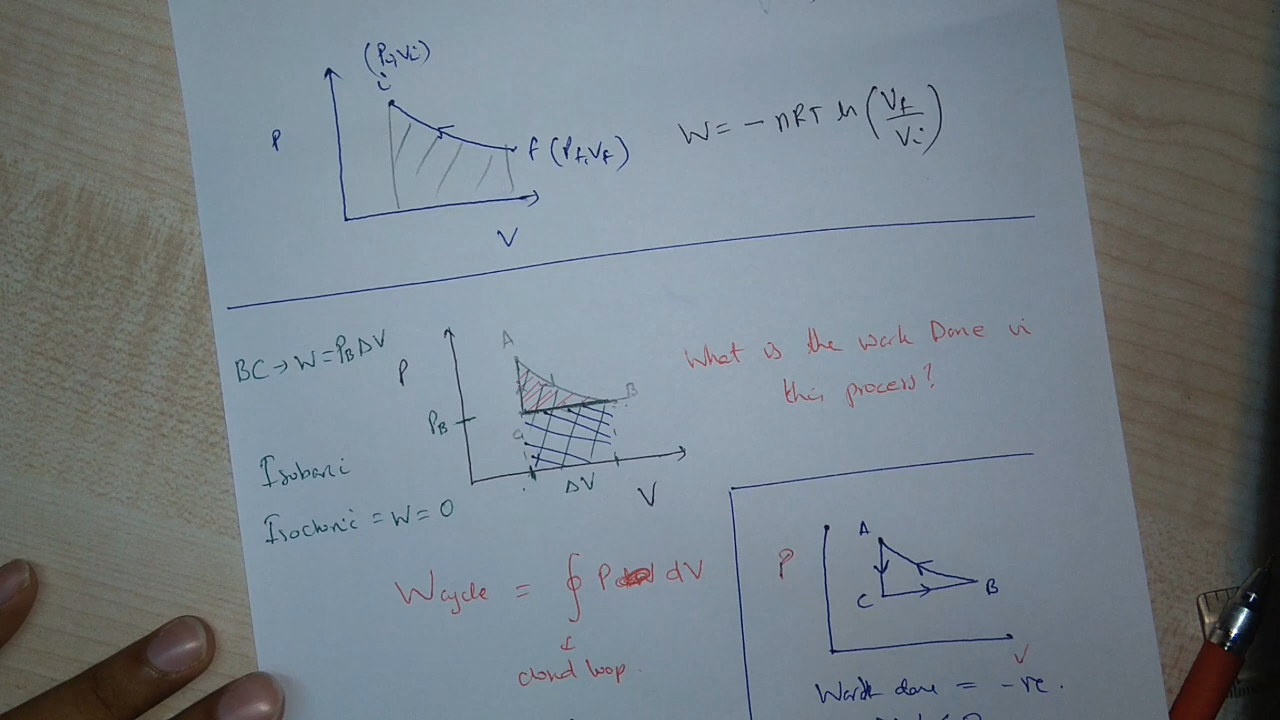 (Pi,Vi)
i
P
f (Pf,Vf)
V
W = - nRT ln (Vf/Vi)
BC → W = PBΔV
P
A
B
PB
C
ΔV
V
What is the work Done in
this process?
Isobari
Isochoric = W = 0
Wcycle = ∮ P dV
closed loop.
P
A
C
B
V
Work done = -ve.